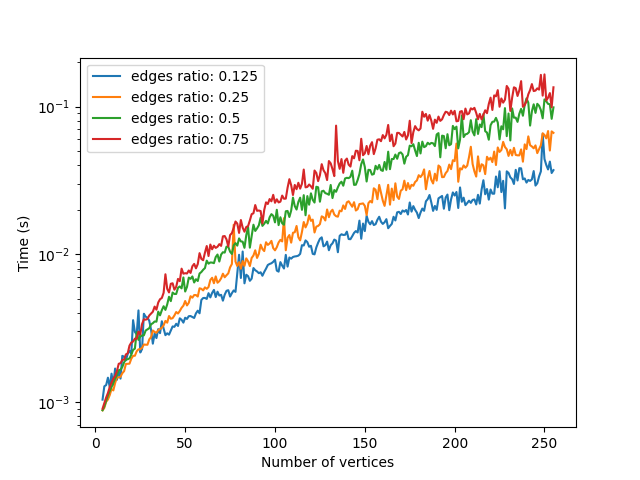 edges ratio: 0.125
edges ratio: 0.25
edges ratio: 0.5
edges ratio: 0.75
Time (s)
10⁻¹
10⁻²
10⁻³
0 50 100 150 200 250
Number of vertices